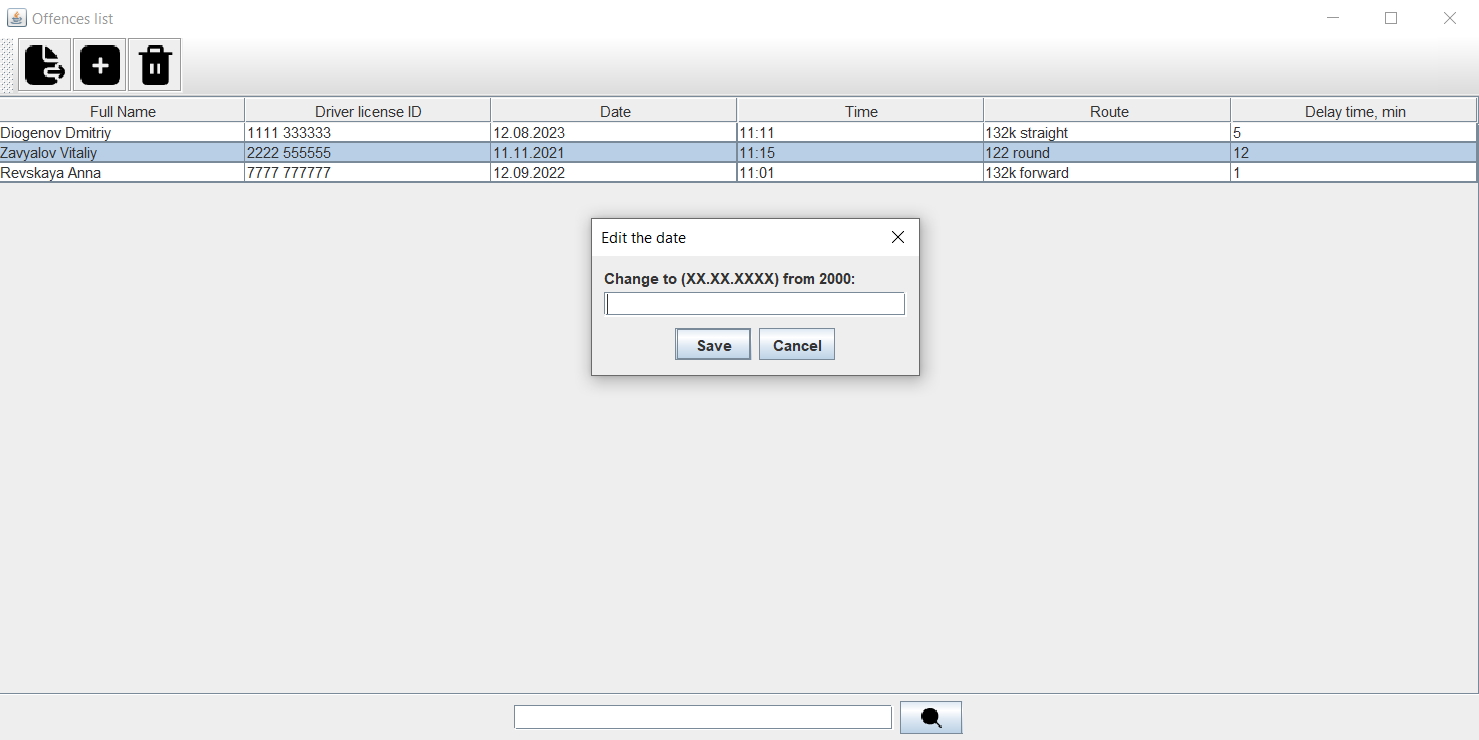 Offences list
Full Name Driver license ID Date Time Route Delay time, min
Diogenov Dmitriy 1111 333333 12.08.2023 11:11 132k straight 5
Zavyalov Vitaliy 2222 555555 11.11.2021 11:15 122 round 12
Revskaya Anna 7777 777777 12.09.2022 11:01 132k forward 1
Edit the date
Change to (XX.XX.XXXX) from 2000:
Save Cancel